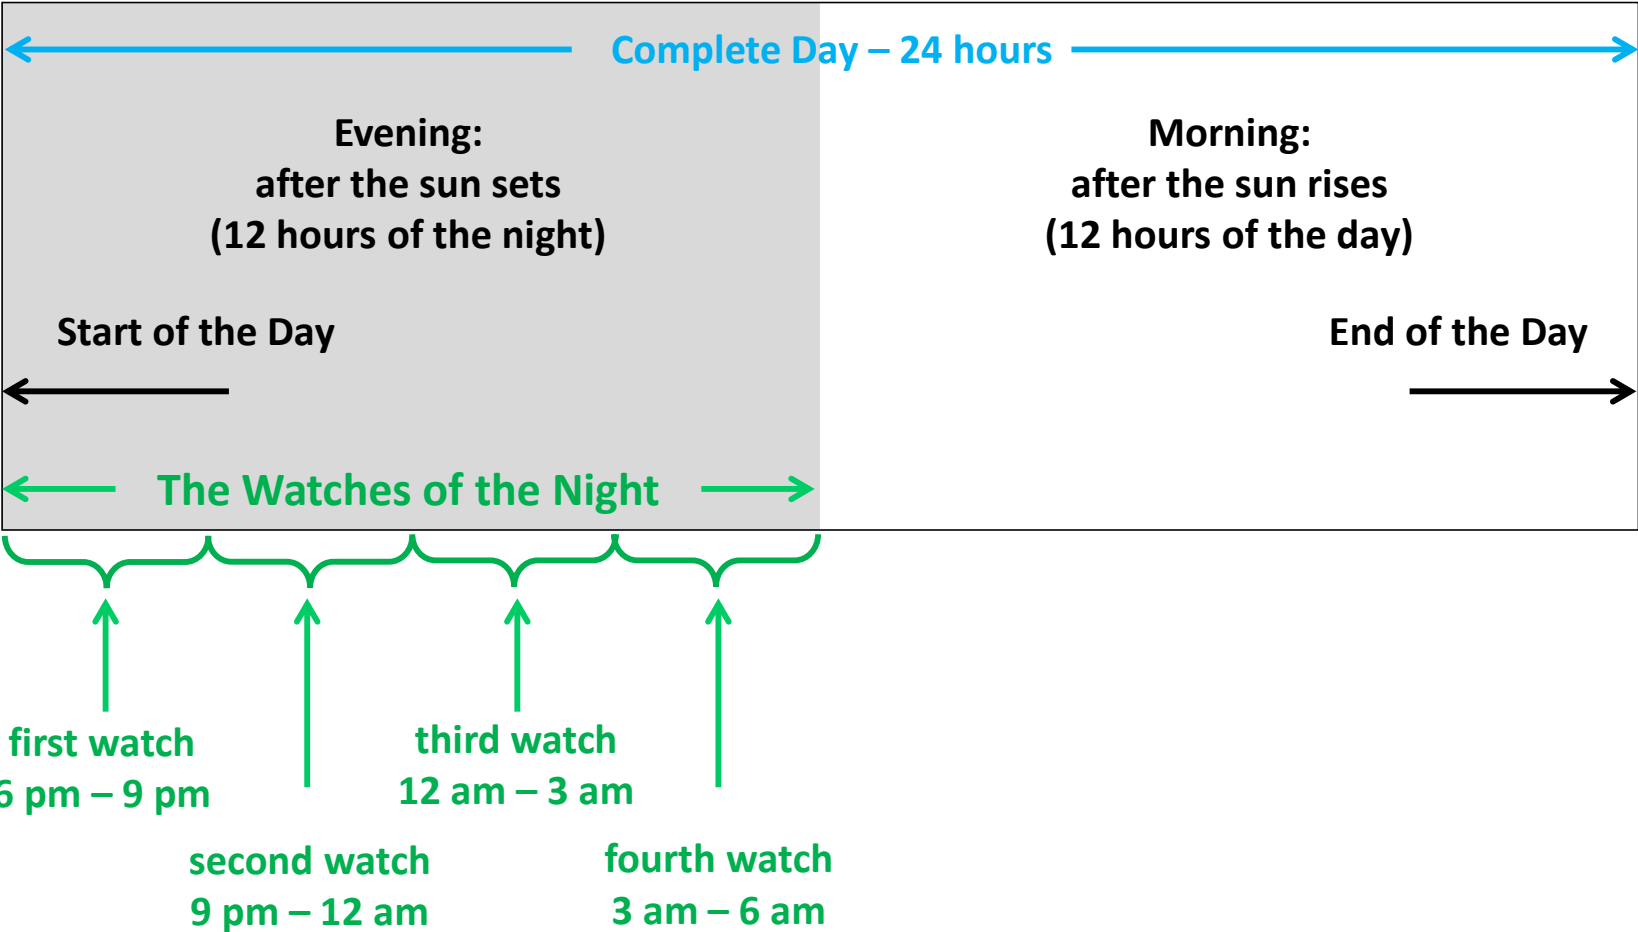 Complete Day – 24 hours
Evening:
after the sun sets
(12 hours of the night)
Morning:
after the sun rises
(12 hours of the day)
Start of the Day
End of the Day
The Watches of the Night
first watch
6 pm – 9 pm
second watch
9 pm – 12 am
third watch
12 am – 3 am
fourth watch
3 am – 6 am